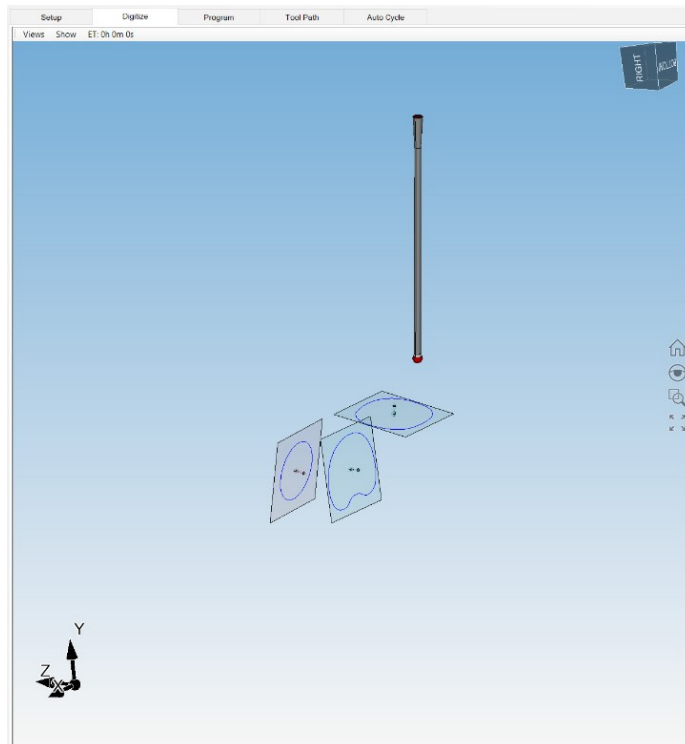 Setup Digitize Program Tool Path Auto Cycle
Views Show ET: 0h 0m 0s
RIGHT
Y
Z
X